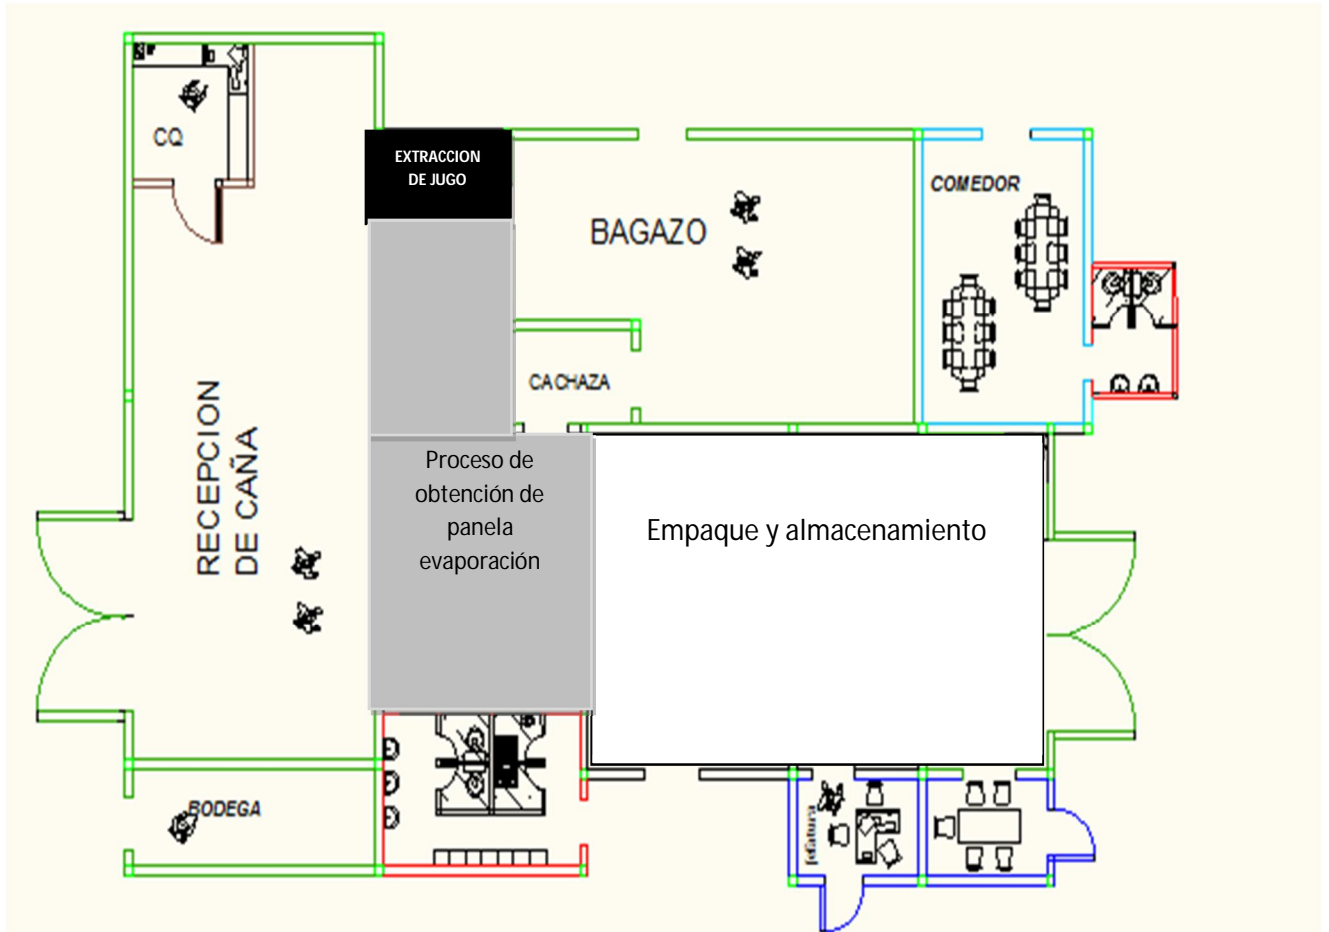 CQ
EXTRACCION
DE JUGO
BAGAZO
COMEDOR
CACHAZA
RECEPCION
DE CAÑA
Proceso de
obtención de
panela
evaporación
Empaque y almacenamiento
BODEGA
jefatura